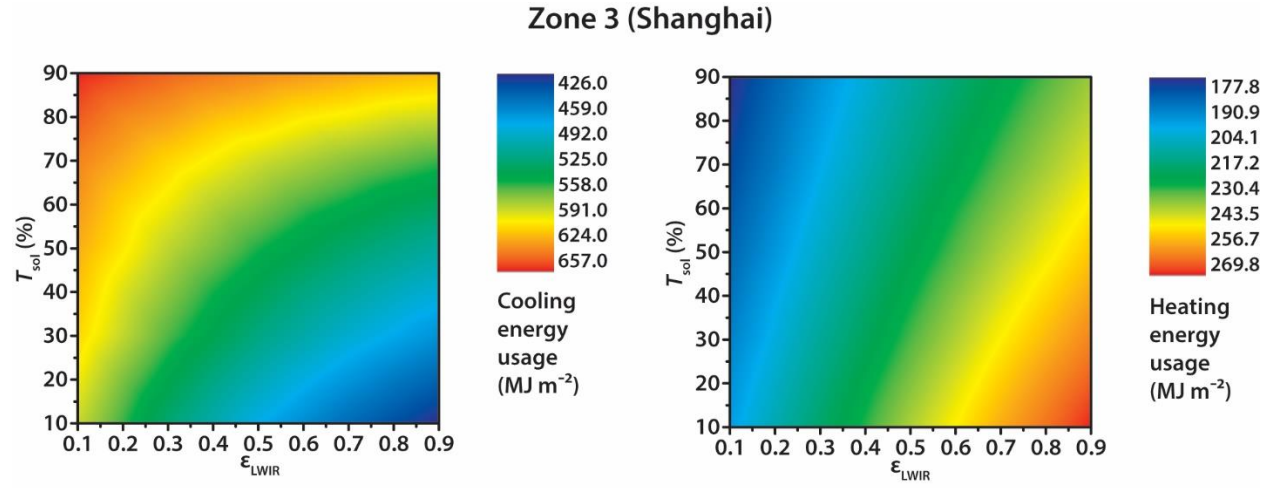 Zone 3 (Shanghai)
90
80
70
60
50
40
30
20
10
T sol (%)
0.1 0.2 0.3 0.4 0.5 0.6 0.7 0.8 0.9
ε LWIR
426.0
459.0
492.0
525.0
558.0
591.0
624.0
657.0
Cooling
energy
usage
(MJ m⁻²)
90
80
70
60
50
40
30
20
10
T sol (%)
0.1 0.2 0.3 0.4 0.5 0.6 0.7 0.8 0.9
ε LWIR
177.8
190.9
204.1
217.2
230.4
243.5
256.7
269.8
Heating
energy
usage
(MJ m⁻²)